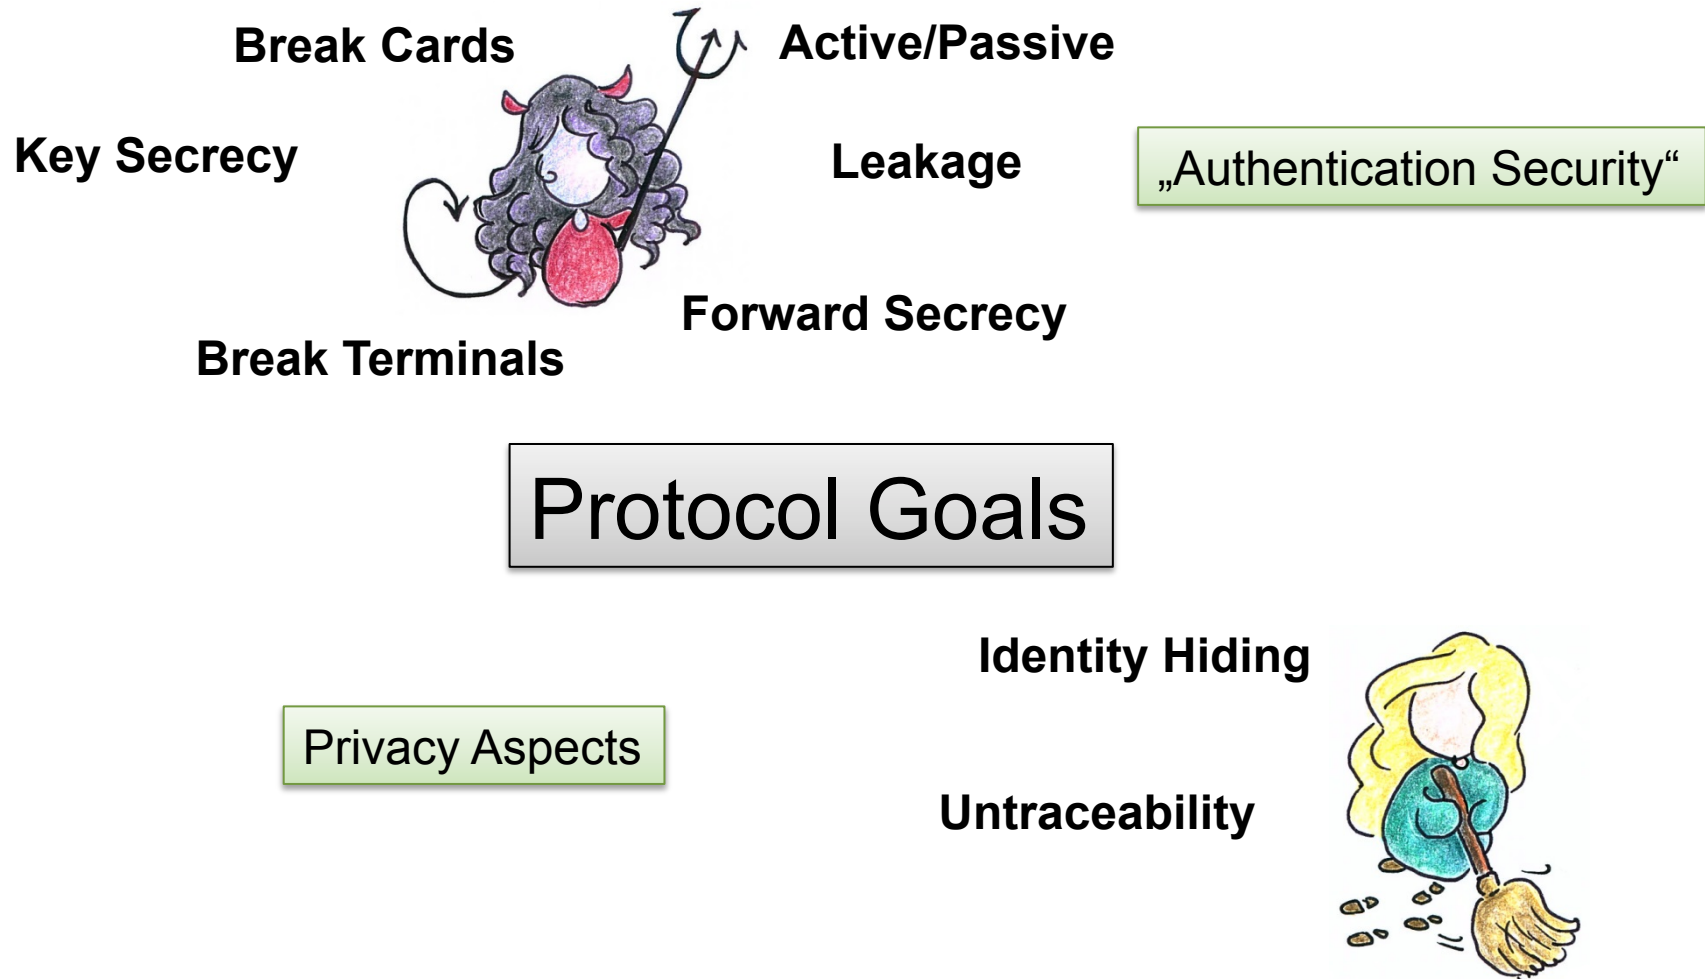 Break Cards
Active/Passive
Key Secrecy
Leakage
„Authentication Security“
Forward Secrecy
Break Terminals
Protocol Goals
Identity Hiding
Privacy Aspects
Untraceability